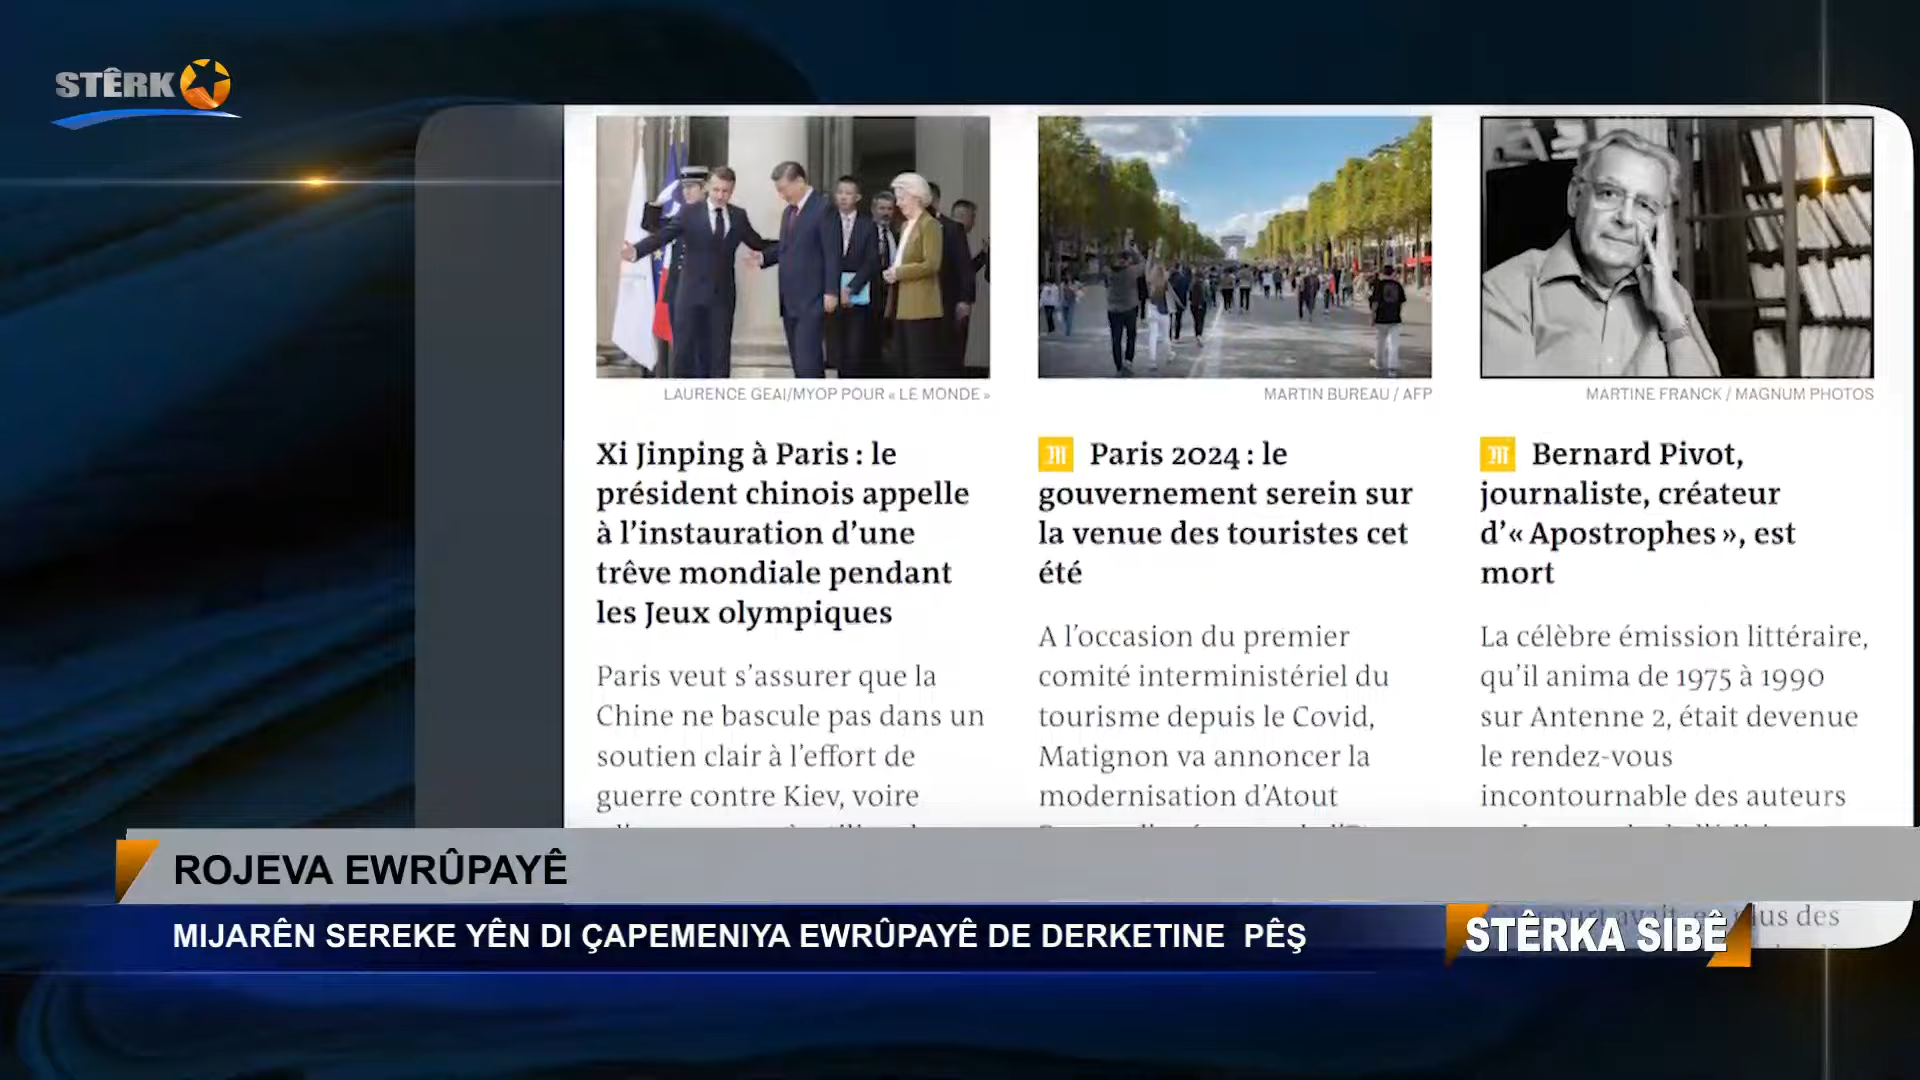 STÊRK
LAURENCE GEAI/MYOP POUR « LE MONDE »
Xi Jinping à Paris : le
président chinois appelle
à l’instauration d’une
trêve mondiale pendant
les Jeux olympiques
Paris veut s’assurer que la
Chine ne bascule pas dans un
soutien clair à l’effort de
guerre contre Kiev, voire
MARTIN BUREAU / AFP
Paris 2024 : le
gouvernement serein sur
la venue des touristes cet
été
A l’occasion du premier
comité interministériel du
tourisme depuis le Covid,
Matignon va annoncer la
modernisation d’Atout
MARTINE FRANCK / MAGNUM PHOTOS
Bernard Pivot,
journaliste, créateur
d’« Apostrophes », est
mort
La célèbre émission littéraire,
qu’il anima de 1975 à 1990
sur Antenne 2, était devenue
le rendez-vous
incontournable des auteurs
plus des
ROJEVA EWRÛPAYÊ
MIJARÊN SEREKE YÊN DI ÇAPEMENIYA EWRÛPAYÊ DE DERKETINE PÊŞ
STÊRKA SIBÊ